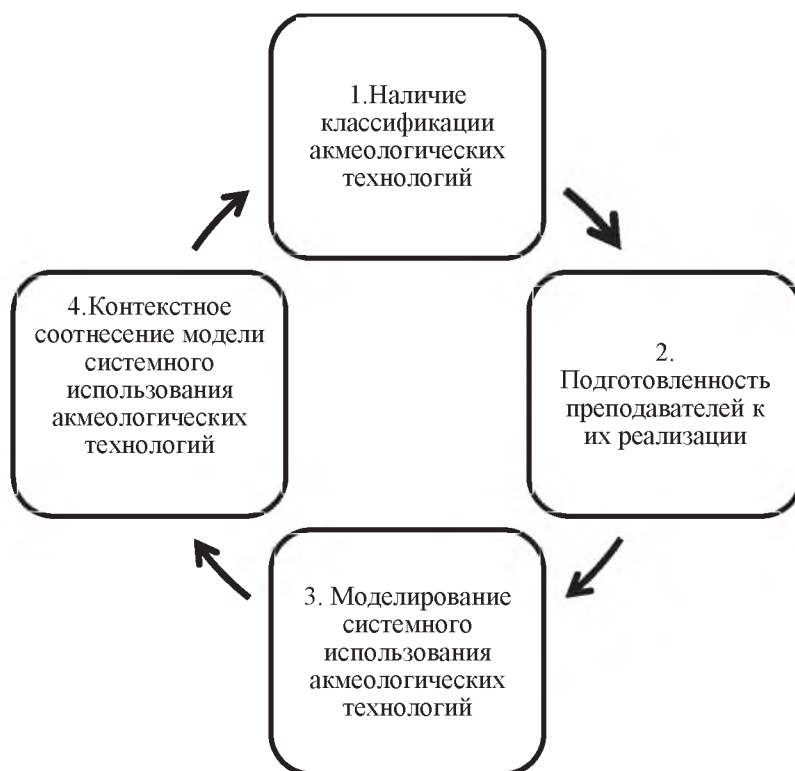 1.Наличие
классификации
акмеологических
технологий
2.
Подготовленность
преподавателей к
их реализации
3. Моделирование
системного
использования
акмеологических
технологий
4.Контекстное
соотнесение модели
системного
использования
акмеологических
технологий